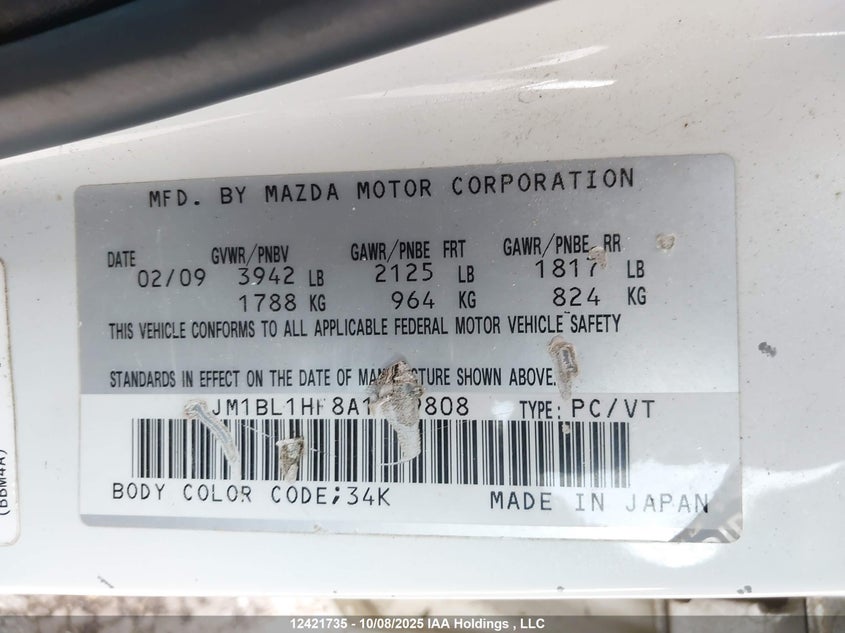 MFD. BY MAZDA MOTOR CORPORATION
DATE GVWR/PNBV GAWR/PNBE FRT GAWR/PNBE RR
02/09 3942 LB 2125 LB 1817 LB
1788 KG 964 KG 824 KG
THIS VEHICLE CONFORMS TO ALL APPLICABLE FEDERAL MOTOR VEHICLE SAFETY
STANDARDS IN EFFECT ON THE DATE OF MANUFACTURE SHOWN ABOVE.
TYPE: PC/VT
BODY COLOR CODE;34K MADE IN JAPAN
(BBM4A)
12421735 - 10/08/2025 IAA Holdings , LLC